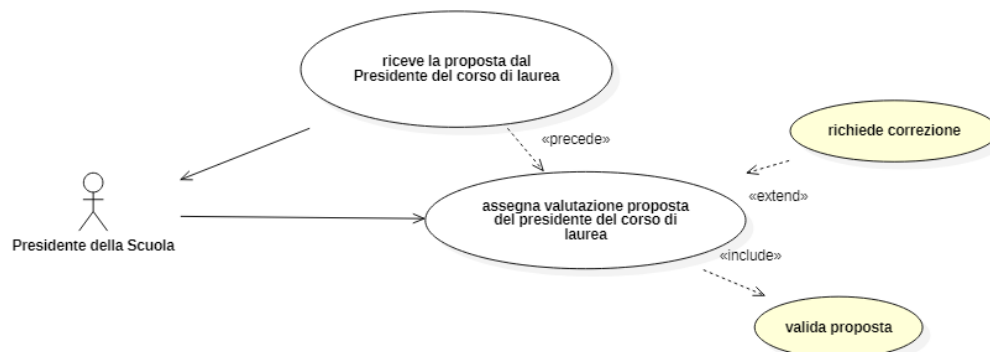 riceve la proposta dal
Presidente del corso di laurea
richiede correzione
«precede»
«extend»
assegna valutazione proposta
del presidente del corso di
laurea
Presidente della Scuola
«include»
valida proposta